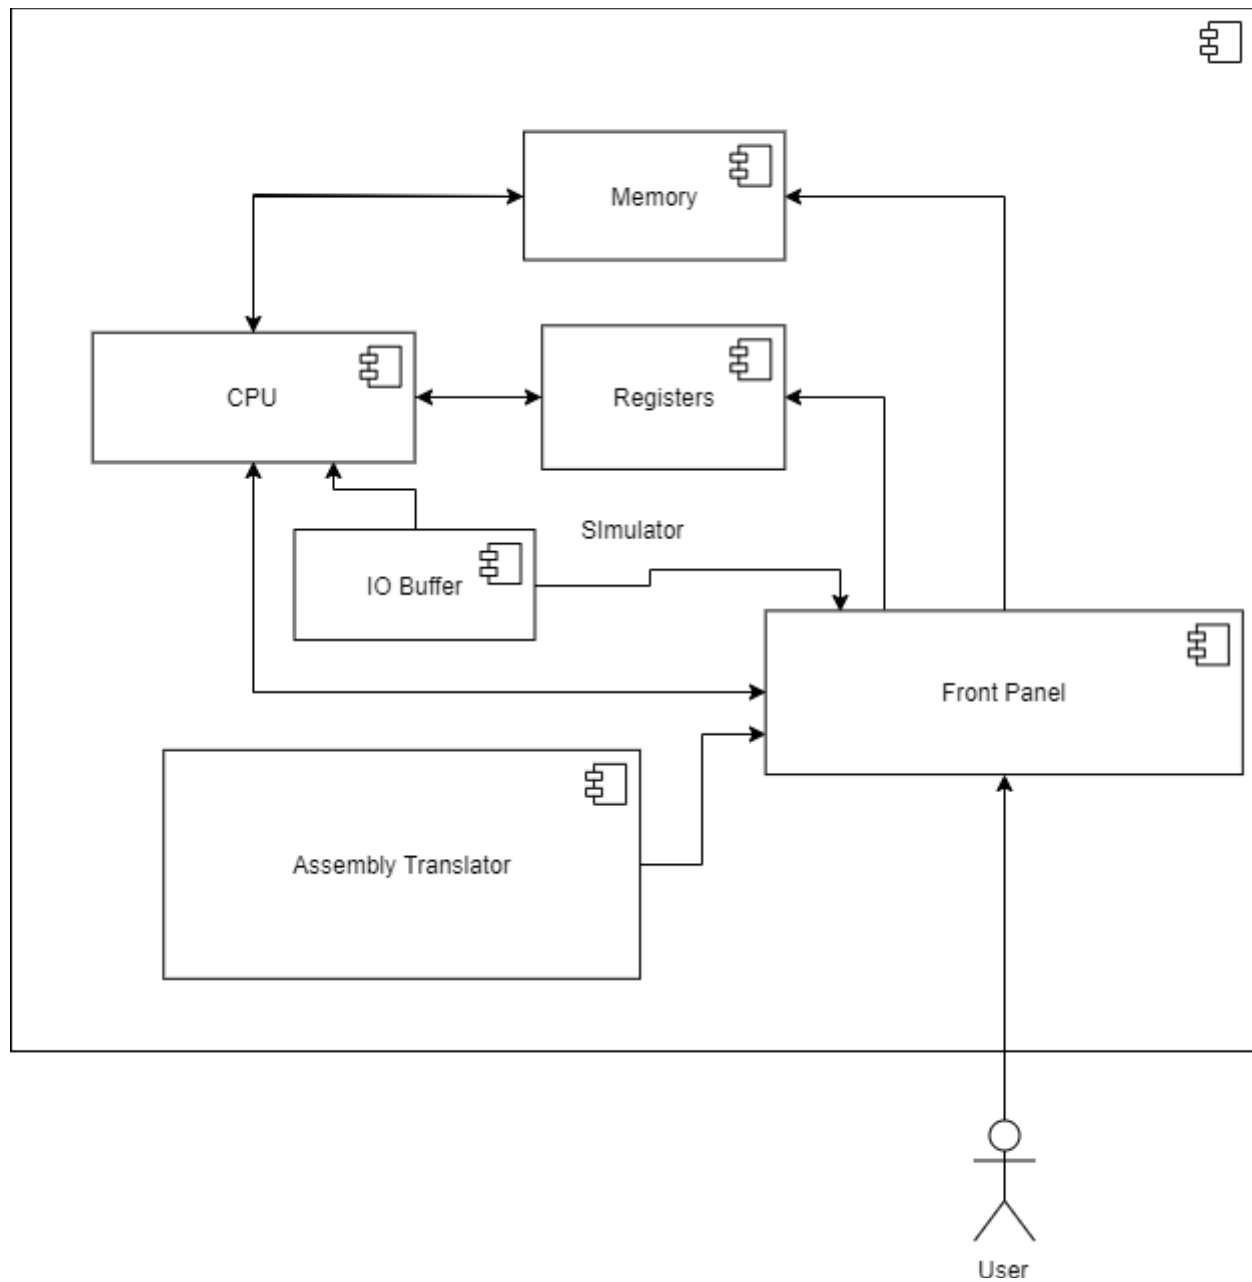 Memory
CPU
Registers
SImulator
IO Buffer
Front Panel
Assembly Translator
User